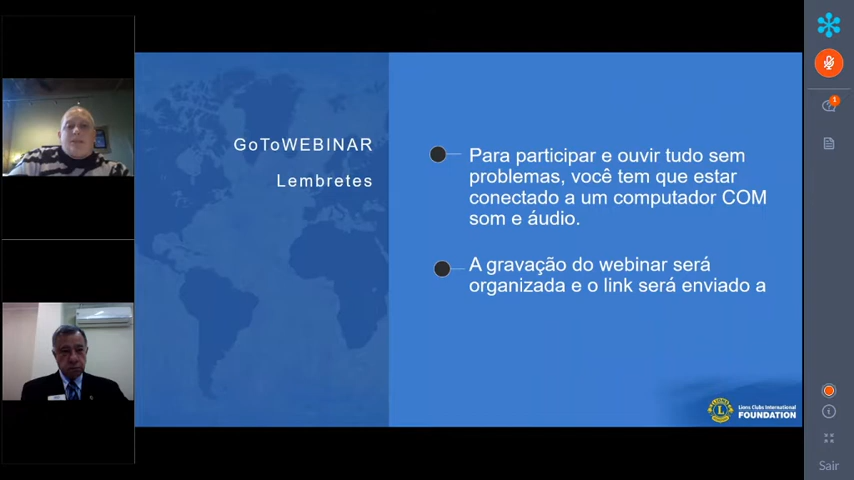 GoToWEBINAR
Lembretes
Para participar e ouvir tudo sem
problemas, você tem que estar
conectado a um computador COM
som e áudio.
A gravação do webinar será
organizada e o link será enviado a
Lions Clubs International
FOUNDATION
1
Sair